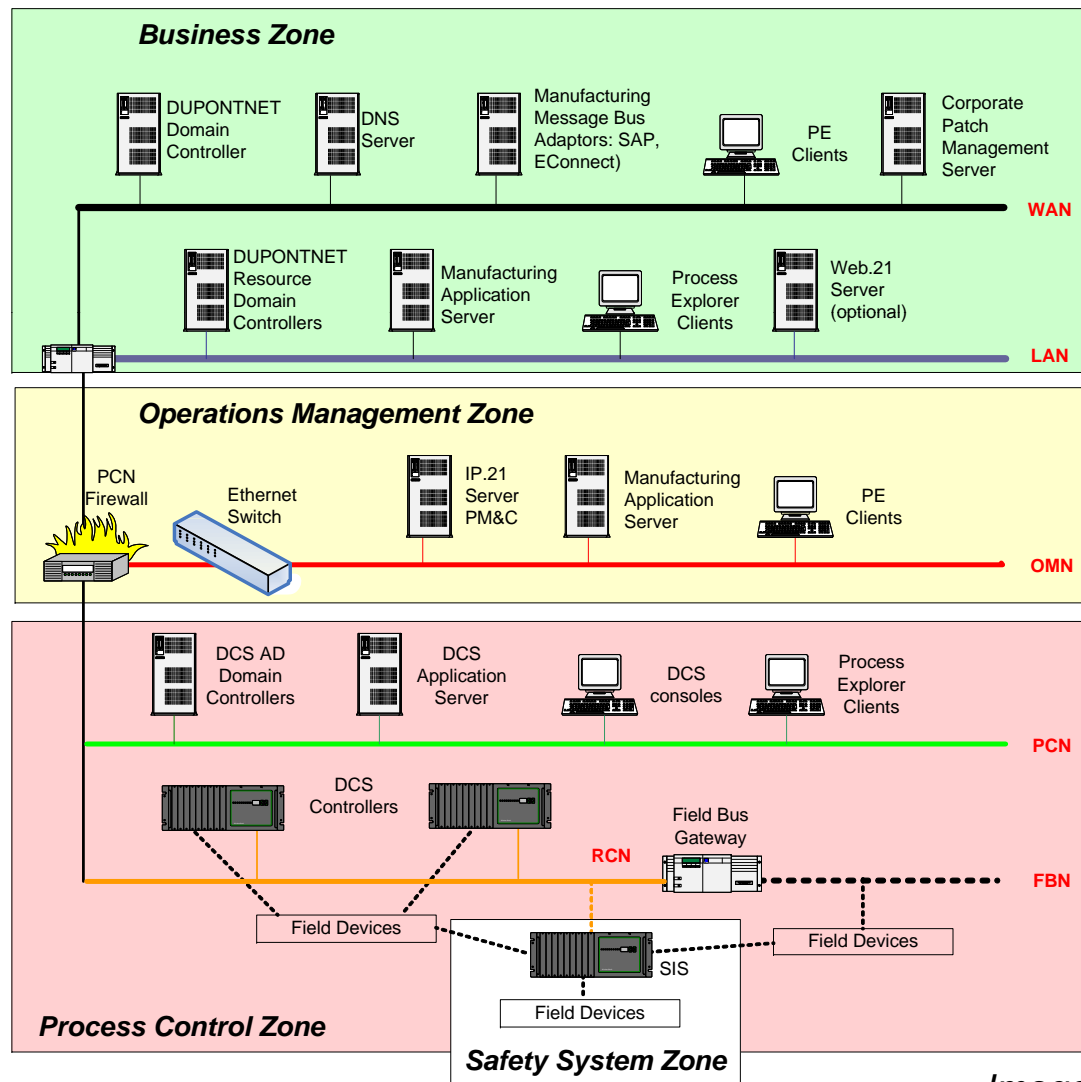 Business Zone
DUPONTNET
Domain
Controller
DNS
Server
Manufacturing
Message Bus
Adaptors: SAP,
EConnect)
PE
Clients
Corporate
Patch
Management
Server
WAN
DUPONTNET
Resource
Domain
Controllers
Manufacturing
Application
Server
Process
Explorer
Clients
Web.21
Server
(optional)
LAN
Operations Management Zone
PCN
Firewall
Ethernet
Switch
IP.21
Server
PM&C
Manufacturing
Application
Server
PE
Clients
OMN
DCS AD
Domain
Controllers
DCS
Application
Server
DCS
consoles
Process
Explorer
Clients
PCN
DCS
Controllers
Field Bus
Gateway
RCN
FBN
Field Devices
Field Devices
SIS
Field Devices
Process Control Zone
Safety System Zone